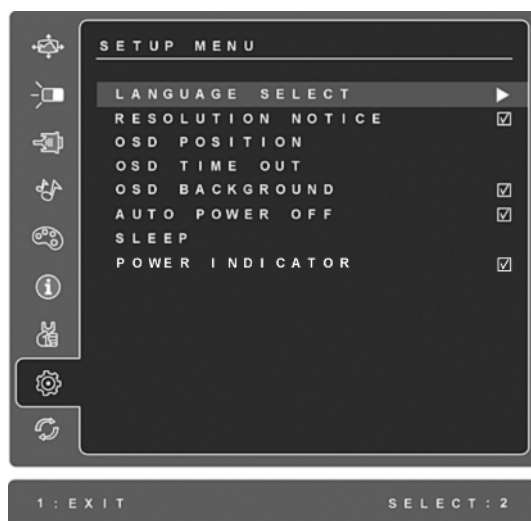 SETUP MENU
LANGUAGE SELECT
RESOLUTION NOTICE
OSD POSITION
OSD TIME OUT
OSD BACKGROUND
AUTO POWER OFF
SLEEP
POWER INDICATOR
1:EXIT SELECT:2